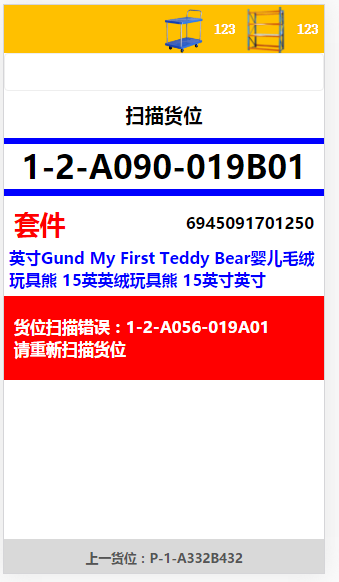 123 123
扫描货位
1-2-A090-019B01
套件 6945091701250
英寸Gund My First Teddy Bear婴儿毛绒
玩具熊 15英英绒玩具熊 15英寸英寸
货位扫描错误：1-2-A056-019A01
请重新扫描货位
上一货位：P-1-A332B432